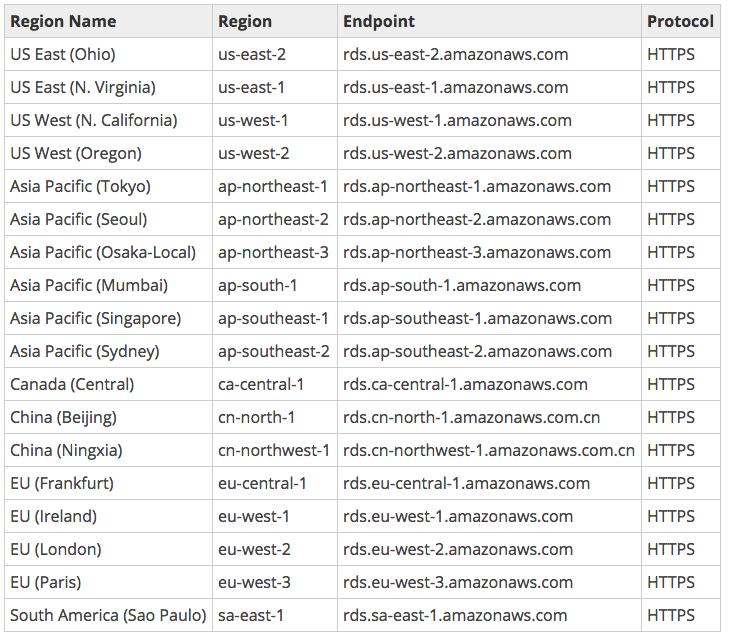 Region Name Region Endpoint Protocol
US East (Ohio) us-east-2 rds.us-east-2.amazonaws.com HTTPS
US East (N. Virginia) us-east-1 rds.us-east-1.amazonaws.com HTTPS
US West (N. California) us-west-1 rds.us-west-1.amazonaws.com HTTPS
US West (Oregon) us-west-2 rds.us-west-2.amazonaws.com HTTPS
Asia Pacific (Tokyo) ap-northeast-1 rds.ap-northeast-1.amazonaws.com HTTPS
Asia Pacific (Seoul) ap-northeast-2 rds.ap-northeast-2.amazonaws.com HTTPS
Asia Pacific (Osaka-Local) ap-northeast-3 rds.ap-northeast-3.amazonaws.com HTTPS
Asia Pacific (Mumbai) ap-south-1 rds.ap-south-1.amazonaws.com HTTPS
Asia Pacific (Singapore) ap-southeast-1 rds.ap-southeast-1.amazonaws.com HTTPS
Asia Pacific (Sydney) ap-southeast-2 rds.ap-southeast-2.amazonaws.com HTTPS
Canada (Central) ca-central-1 rds.ca-central-1.amazonaws.com HTTPS
China (Beijing) cn-north-1 rds.cn-north-1.amazonaws.com.cn HTTPS
China (Ningxia) cn-northwest-1 rds.cn-northwest-1.amazonaws.com.cn HTTPS
EU (Frankfurt) eu-central-1 rds.eu-central-1.amazonaws.com HTTPS
EU (Ireland) eu-west-1 rds.eu-west-1.amazonaws.com HTTPS
EU (London) eu-west-2 rds.eu-west-2.amazonaws.com HTTPS
EU (Paris) eu-west-3 rds.eu-west-3.amazonaws.com HTTPS
South America (Sao Paulo) sa-east-1 rds.sa-east-1.amazonaws.com HTTPS